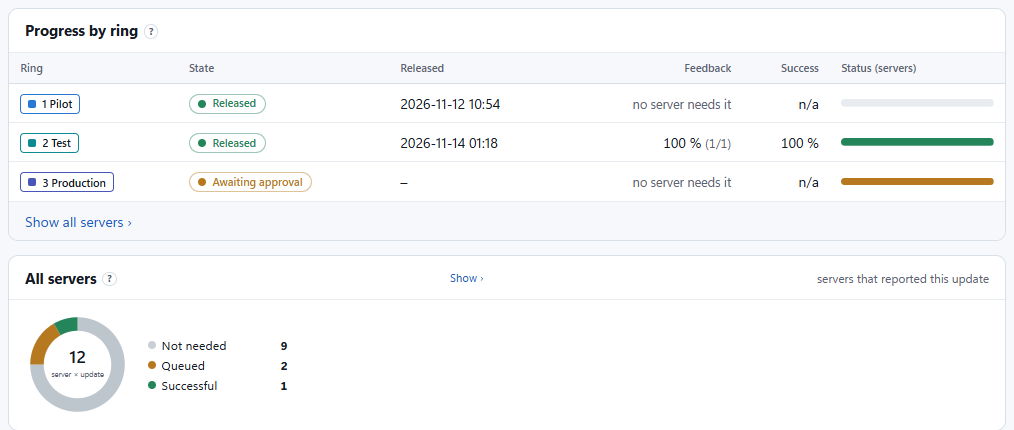 Progress by ring ?
Ring State Released Feedback Success Status (servers)
1 Pilot Released 2026-11-12 10:54 no server needs it n/a
2 Test Released 2026-11-14 01:18 100 % (1/1) 100 %
3 Production Awaiting approval – no server needs it n/a
Show all servers ›
All servers ? Show › servers that reported this update
12
server × update
Not needed 9
Queued 2
Successful 1